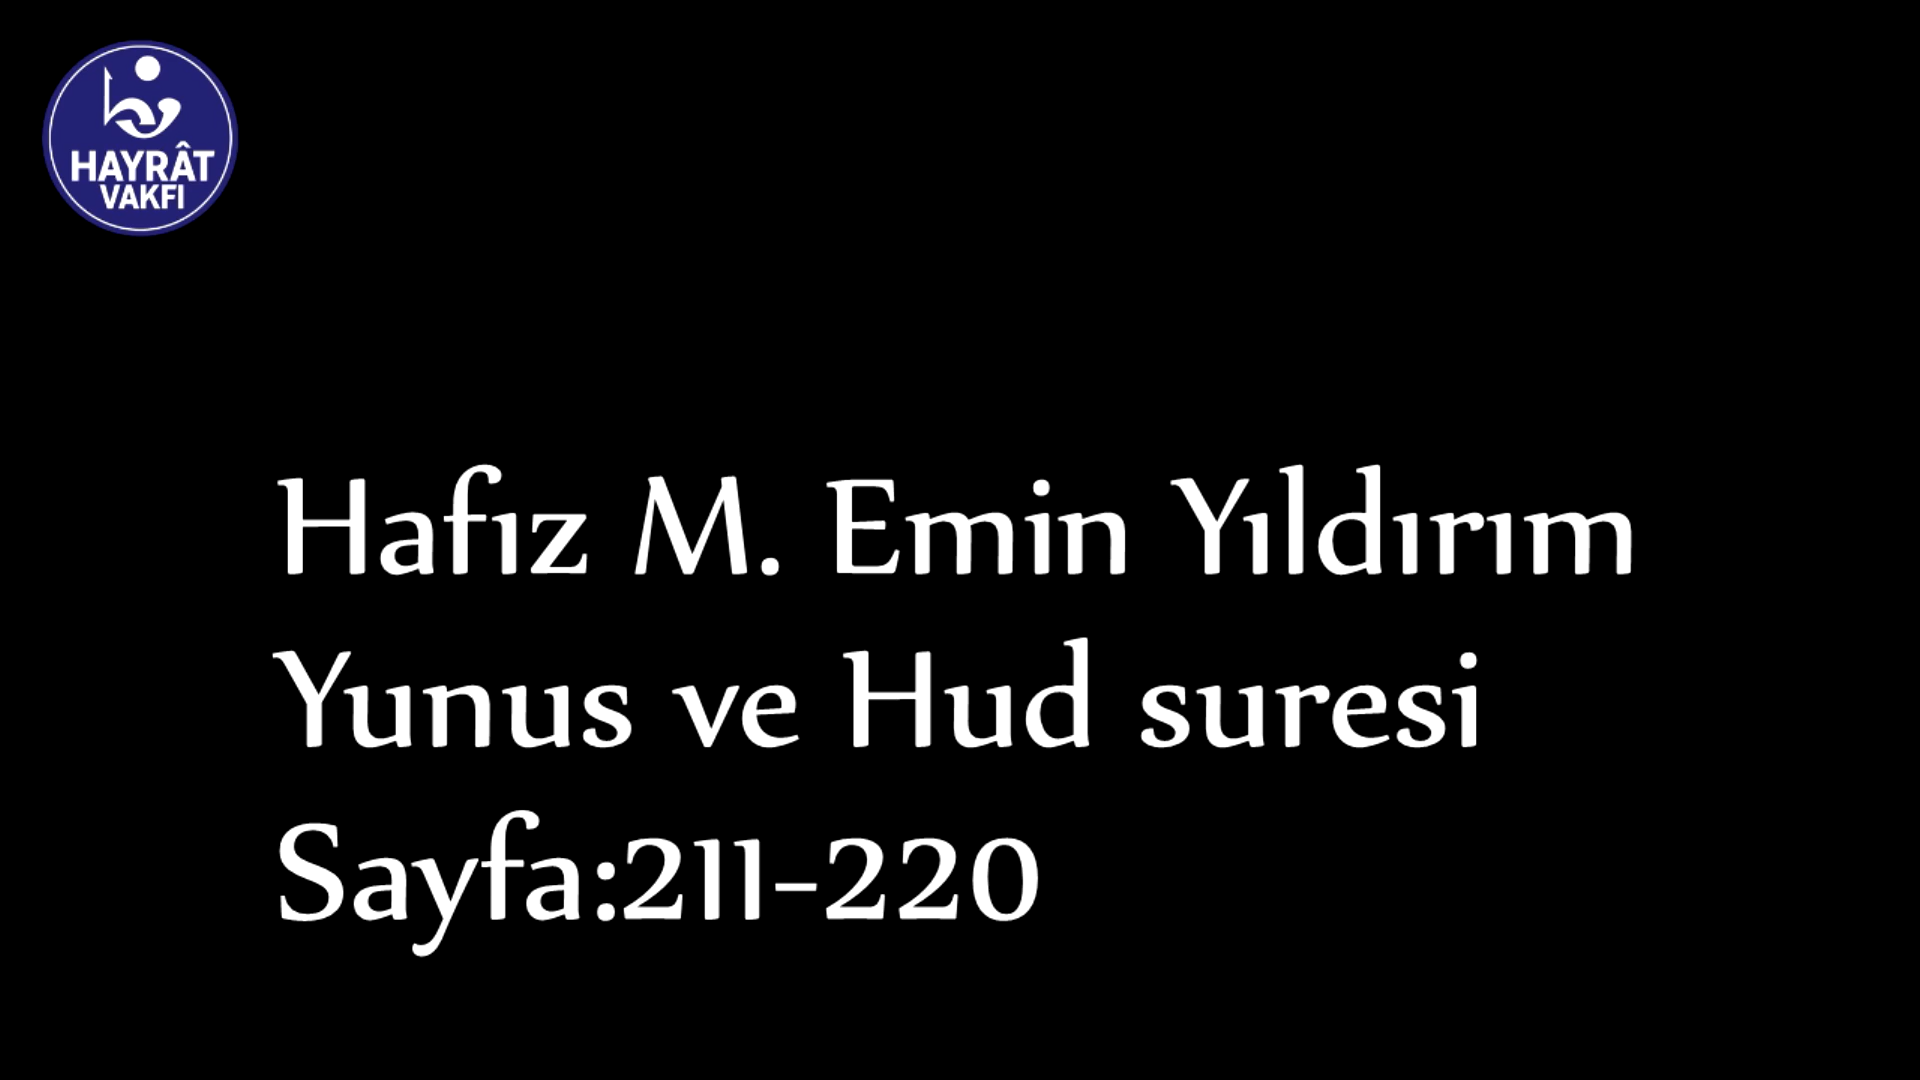 HAYRÂT
VAKFI
Hafız M. Emin Yıldırım
Yunus ve Hud suresi
Sayfa:211-220